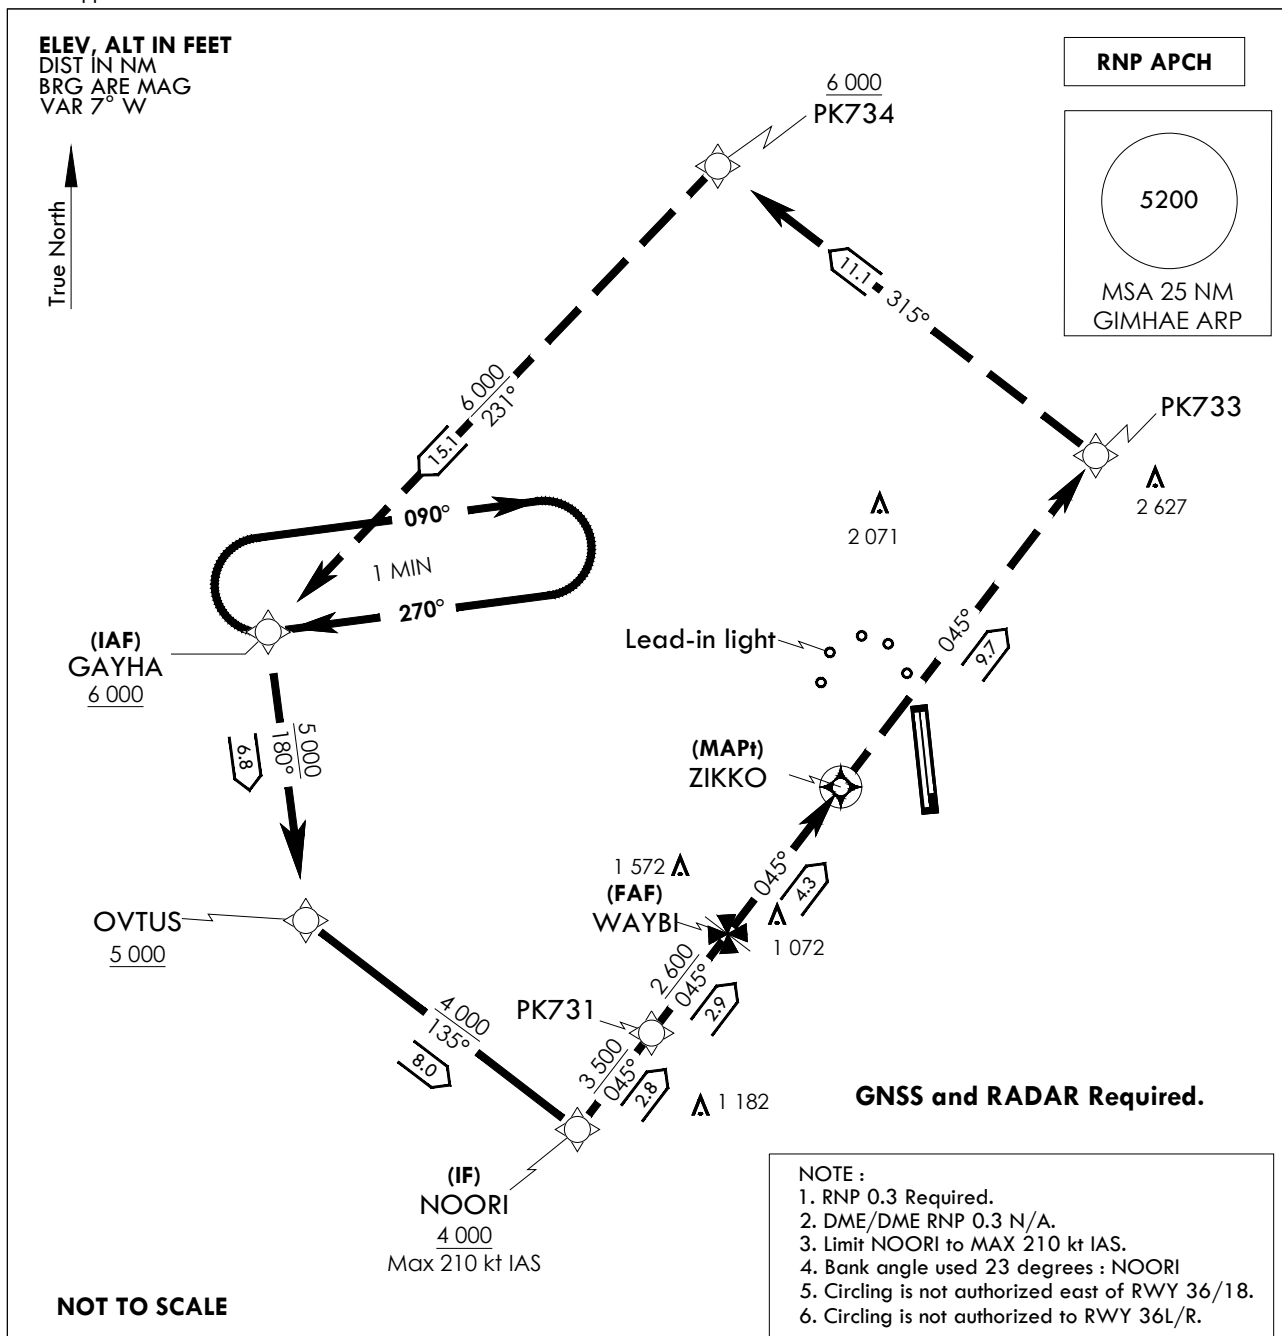 ELEV, ALT IN FEET
DIST IN NM
BRG ARE MAG
VAR 7° W
True North
RNP APCH
5200
MSA 25 NM
GIMHAE ARP
6 000
PK734
11.1
315°
PK733
2 627
2 071
6 000
231°
15.1
090°
1 MIN
270°
(IAF)
GAYHA
6 000
Lead-in light
045°
9.7
5 000
180°
6.8
(MAPt)
ZIKKO
1 572
(FAF)
WAYBI
045°
4.3
1 072
OVTUS
5 000
2 600
045°
2.9
PK731
4 000
135°
8.0
3 500
045°
2.8
1 182
GNSS and RADAR Required.
(IF)
NOORI
4 000
Max 210 kt IAS
NOTE :
1. RNP 0.3 Required.
2. DME/DME RNP 0.3 N/A.
3. Limit NOORI to MAX 210 kt IAS.
4. Bank angle used 23 degrees : NOORI
5. Circling is not authorized east of RWY 36/18.
6. Circling is not authorized to RWY 36L/R.
NOT TO SCALE